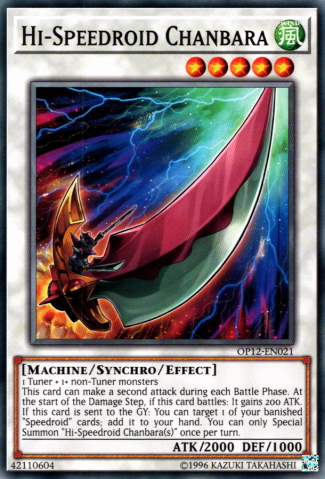 Hi-Speedroid Chanbara
WIND
風
OP12-EN021
[Machine/Synchro/Effect]
1 Tuner + 1+ non-Tuner monsters
This card can make a second attack during each Battle Phase. At
the start of the Damage Step, if this card battles: It gains 200 ATK.
If this card is sent to the GY: You can target 1 of your banished
"Speedroid" cards; add it to your hand. You can only Special
Summon "Hi-Speedroid Chanbara(s)" once per turn.
ATK/2000 DEF/1000
42110604
©1996 KAZUKI TAKAHASHI